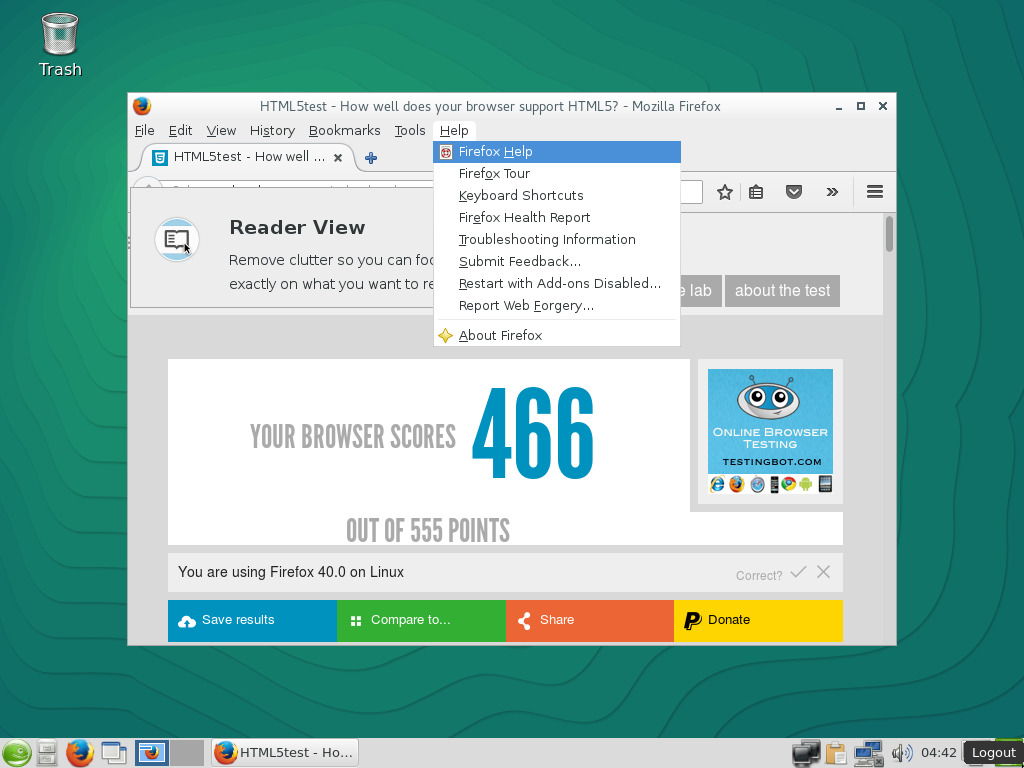 Trash
HTML5test - How well does your browser support HTML5? - Mozilla Firefox
File Edit View History Bookmarks Tools Help
HTML5test - How well ...
Firefox Help
Firefox Tour
Keyboard Shortcuts
Firefox Health Report
Troubleshooting Information
Submit Feedback...
Restart with Add-ons Disabled...
Report Web Forgery...
About Firefox
Reader View
Remove clutter so you can foc
exactly on what you want to re
lab about the test
YOUR BROWSER SCORES 466
OUT OF 555 POINTS
ONLINE BROWSER
TESTING
TESTINGBOT.COM
You are using Firefox 40.0 on Linux Correct?
Save results Compare to... Share Donate
HTML5test - Ho... 04:42 Logout